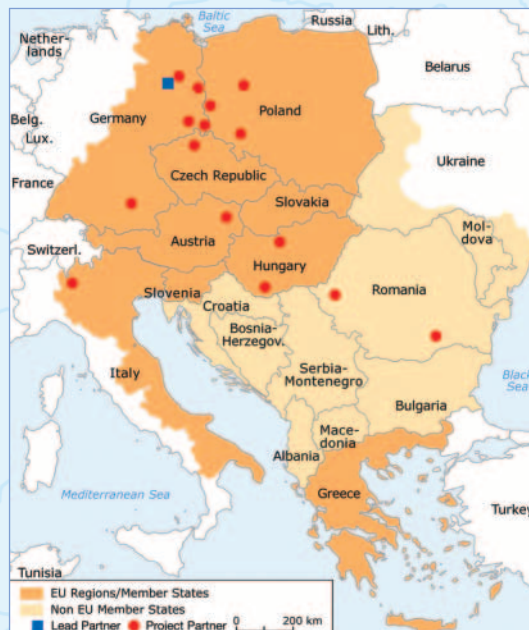 Baltic
Sea
Russia
Lith.
Nether-
lands
Belarus
Germany
Poland
Belg.
Lux.
Ukraine
Czech Republic
France
Slovakia
Mol-
dova
Austria
Switzerl.
Hungary
Slovenia
Romania
Croatia
Bosnia-
Herzegov.
Serbia-
Montenegro
Italy
Black
Sea
Bulgaria
Mace-
donia
Albania
Greece
Mediterranean Sea
Turkey
Tunisia
EU Regions/Member States
Non EU Member States
Lead Partner
Project Partner
0 200 km